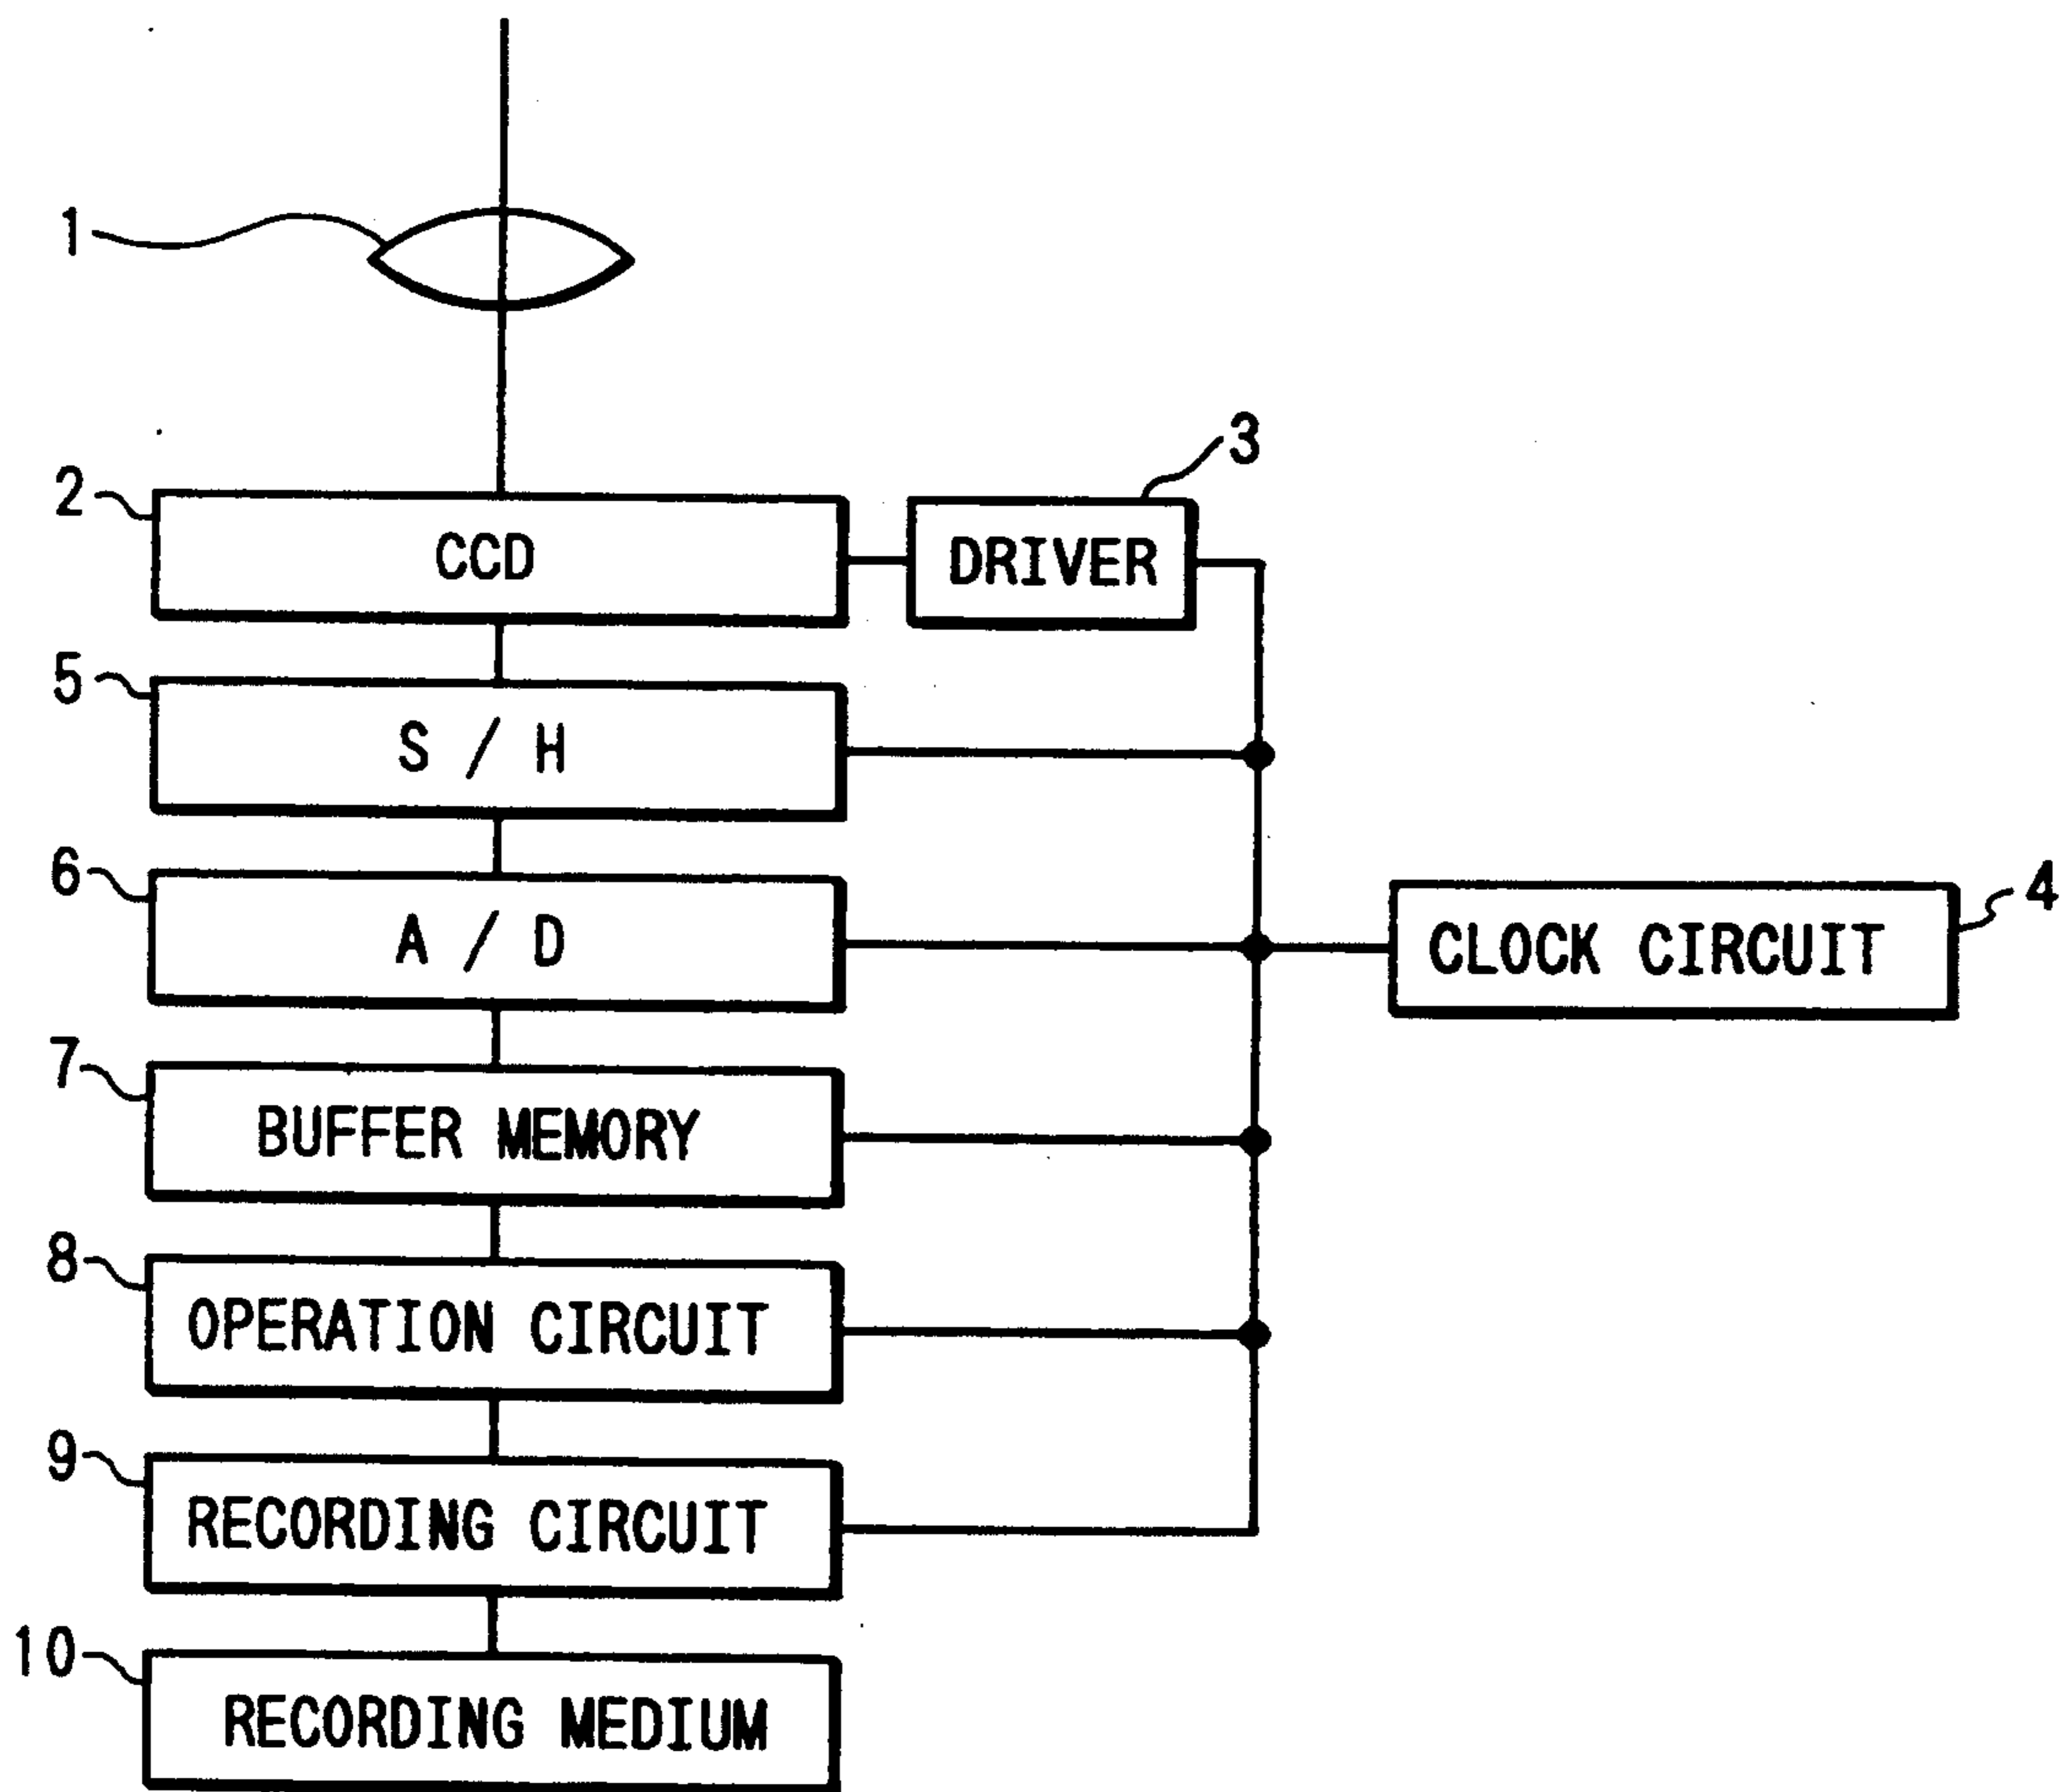 1
2
CCD
3
DRIVER
5
S / H
6
A / D
4
CLOCK CIRCUIT
7
BUFFER MEMORY
8
OPERATION CIRCUIT
9
RECORDING CIRCUIT
10
RECORDING MEDIUM